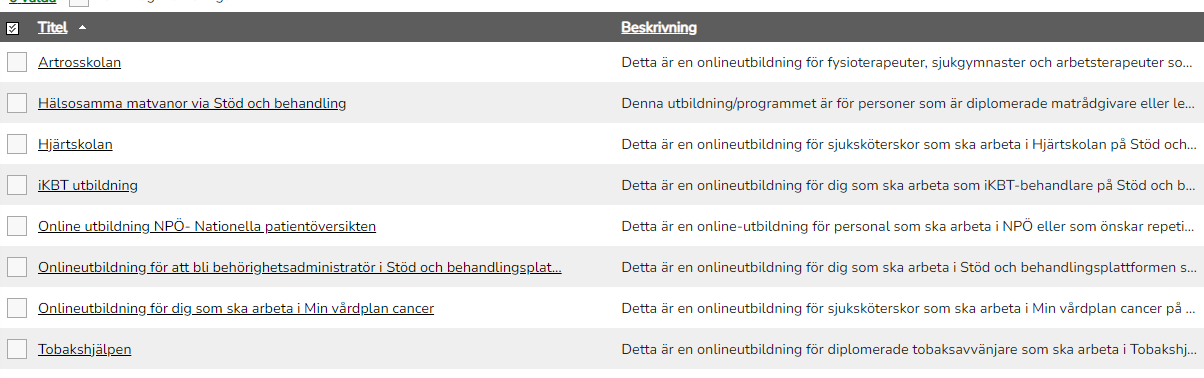 Titel Beskrivning
Artrosskolan Detta är en onlineutbildning för fysioterapeuter, sjukgymnaster och arbetsterapeuter so...
Hälsosamma matvanor via Stöd och behandling Denna utbildning/programmet är för personer som är diplomerade matrådgivare eller le...
Hjärtskolan Detta är en onlineutbildning för sjuksköterskor som ska arbeta i Hjärtskolan på Stöd och...
iKBT utbildning Detta är en onlineutbildning för dig som ska arbeta som iKBT-behandlare på Stöd och b...
Online utbildning NPÖ- Nationella patientöversikten Detta är en online-utbildning för personal som ska arbeta i NPÖ eller som önskar repeti...
Onlineutbildning för att bli behörighetsadministratör i Stöd och behandlingsplat... Detta är en onlineutbildning för dig som ska arbeta i Stöd och behandlingsplattformen s...
Onlineutbildning för dig som ska arbeta i Min vårdplan cancer Detta är en onlineutbildning för sjuksköterskor som ska arbeta i Min vårdplan cancer på ...
Tobakshjälpen Detta är en onlineutbildning för diplomerade tobaksavvänjare som ska arbeta i Tobakshj...